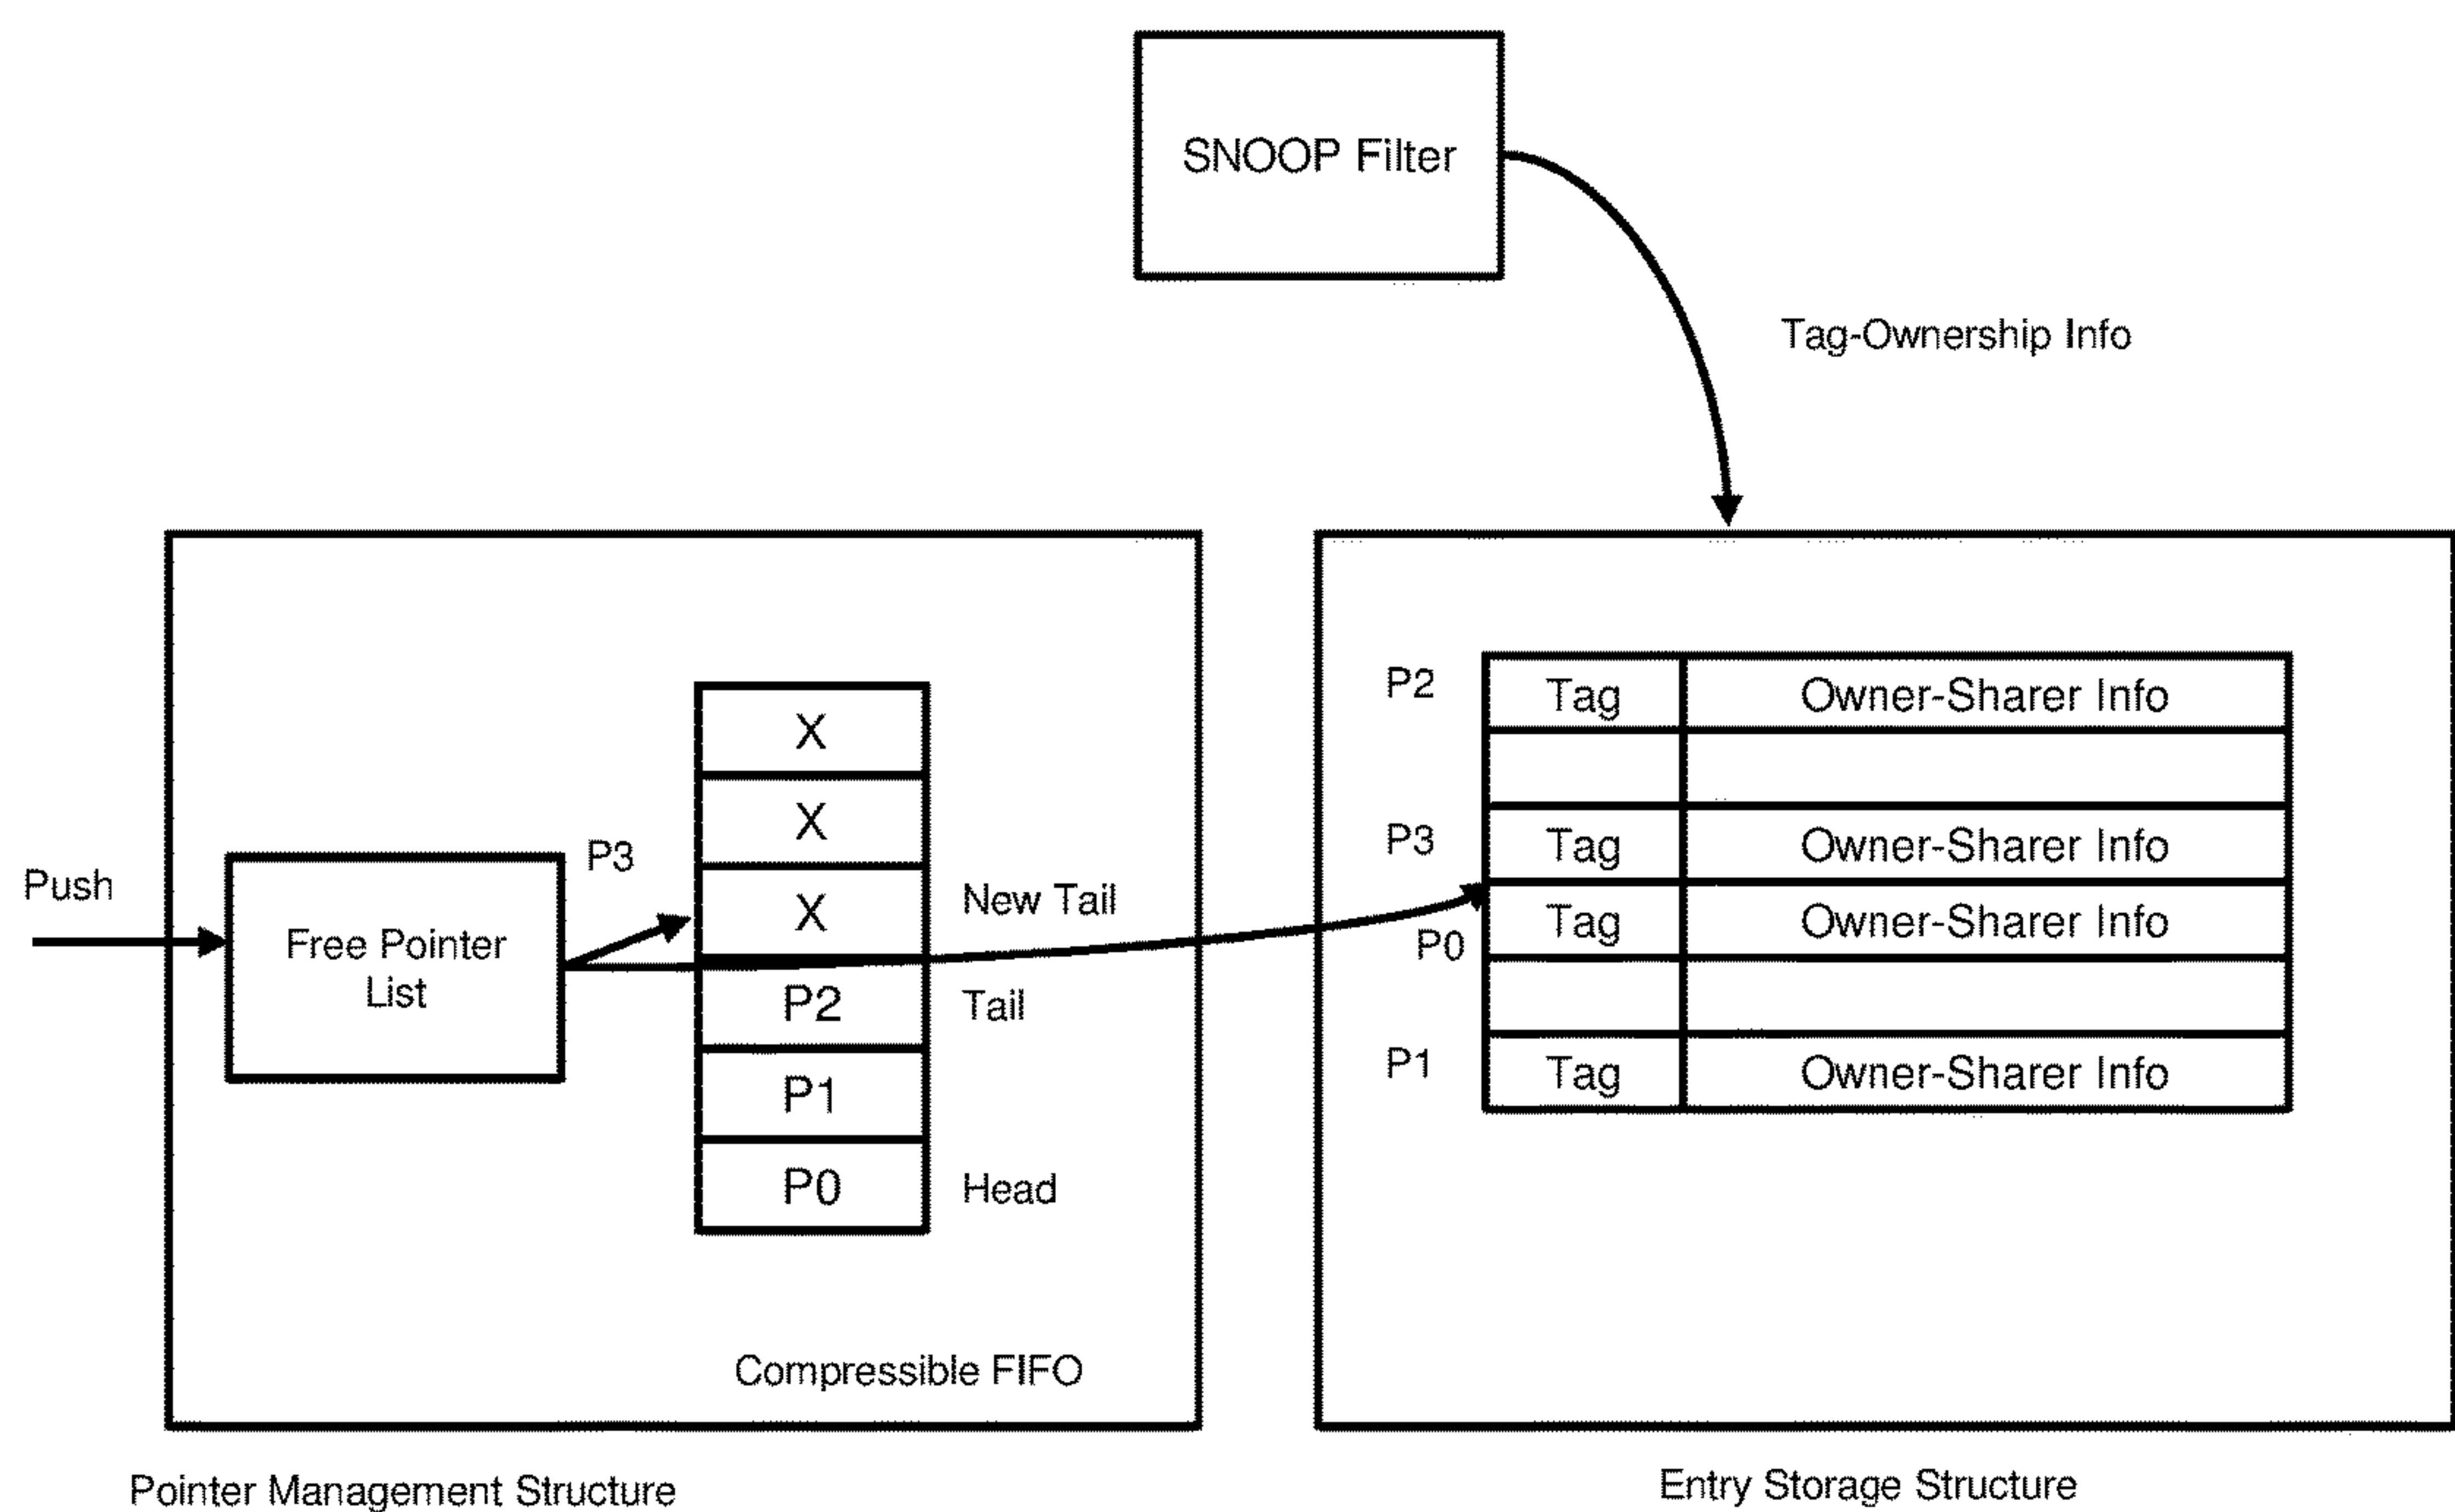 SNOOP Filter
Tag-Ownership Info
Push
Free Pointer
List
P3
X
X
X
New Tail
P2
Tail
P1
P0
Head
Compressible FIFO
Pointer Management Structure
P2
Tag
Owner-Sharer Info
P3
Tag
Owner-Sharer Info
P0
Tag
Owner-Sharer Info
P1
Tag
Owner-Sharer Info
Entry Storage Structure